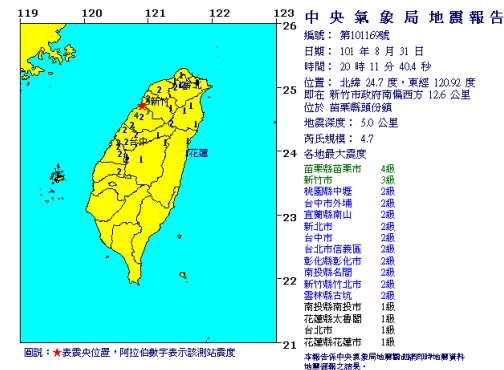 中央氣象局地震報告
編號： 第101169號
日期： 101 年 8 月 31 日
時間： 20 時 11 分 40.4 秒
位置： 北緯 24.7 度，東經 120.92 度
即在 新竹市政府南偏西方 12.6 公里
位於 苗栗縣頭份鎮
地震深度： 5.0 公里
芮氏規模： 4.7
各地最大震度
苗栗縣苗栗市 4級
新竹市 3級
桃園縣中壢 2級
台中市外埔 2級
宜蘭縣南山 2級
新北市 2級
台中市 2級
台北市信義區 2級
彰化縣彰化市 2級
南投縣名間 2級
新竹縣竹北市 2級
雲林縣古坑 2級
南投縣南投市 1級
花蓮縣太魯閣 1級
台北市 1級
花蓮縣花蓮市 1級
本報告係中央氣象局地震觀測網即時地震資料
地震速報之結果。
119 120 121 122 123
26
25
24
23
22
21
台北
新竹
台中
花蓮
圖說：★表震央位置，阿拉伯數字表示該測站震度